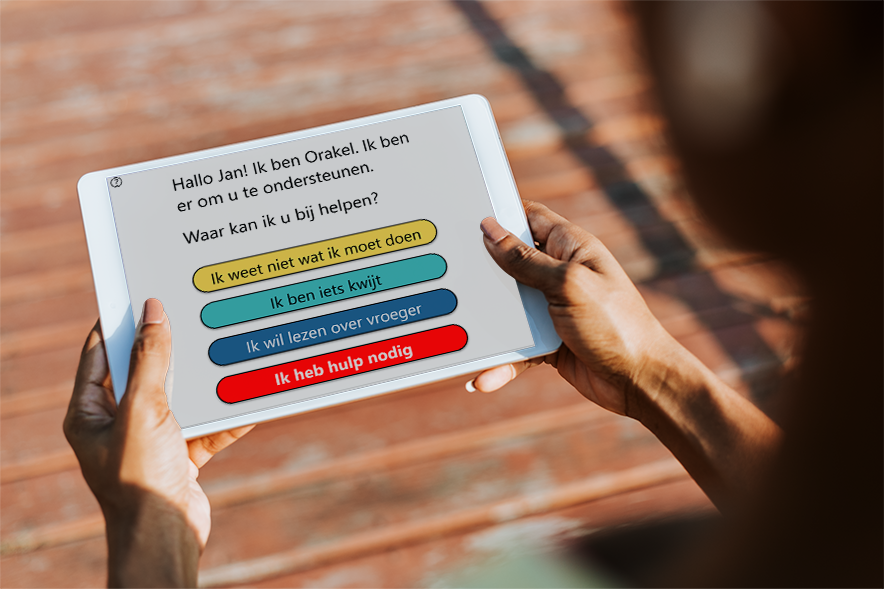 Hallo Jan! Ik ben Orakel. Ik ben
er om u te ondersteunen.
Waar kan ik u bij helpen?
Ik weet niet wat ik moet doen
Ik ben iets kwijt
Ik wil lezen over vroeger
Ik heb hulp nodig